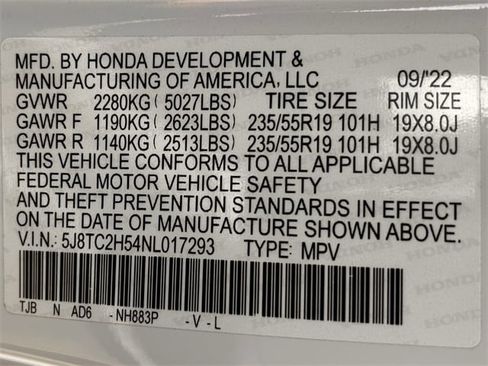 MFD. BY HONDA DEVELOPMENT &
MANUFACTURING OF AMERICA, LLC 09/'22
GVWR 2280KG(5027LBS) TIRE SIZE RIM SIZE
GAWR F 1190KG(2623LBS) 235/55R19 101H 19X8.0J
GAWR R 1140KG(2513LBS) 235/55R19 101H 19X8.0J
THIS VEHICLE CONFORMS TO ALL APPLICABLE
FEDERAL MOTOR VEHICLE SAFETY
AND THEFT PREVENTION STANDARDS IN EFFECT
ON THE DATE OF MANUFACTURE SHOWN ABOVE.
V.I.N.: 5J8TC2H54NL017293 TYPE: MPV
TJB N AD6 -NH883P -V-L